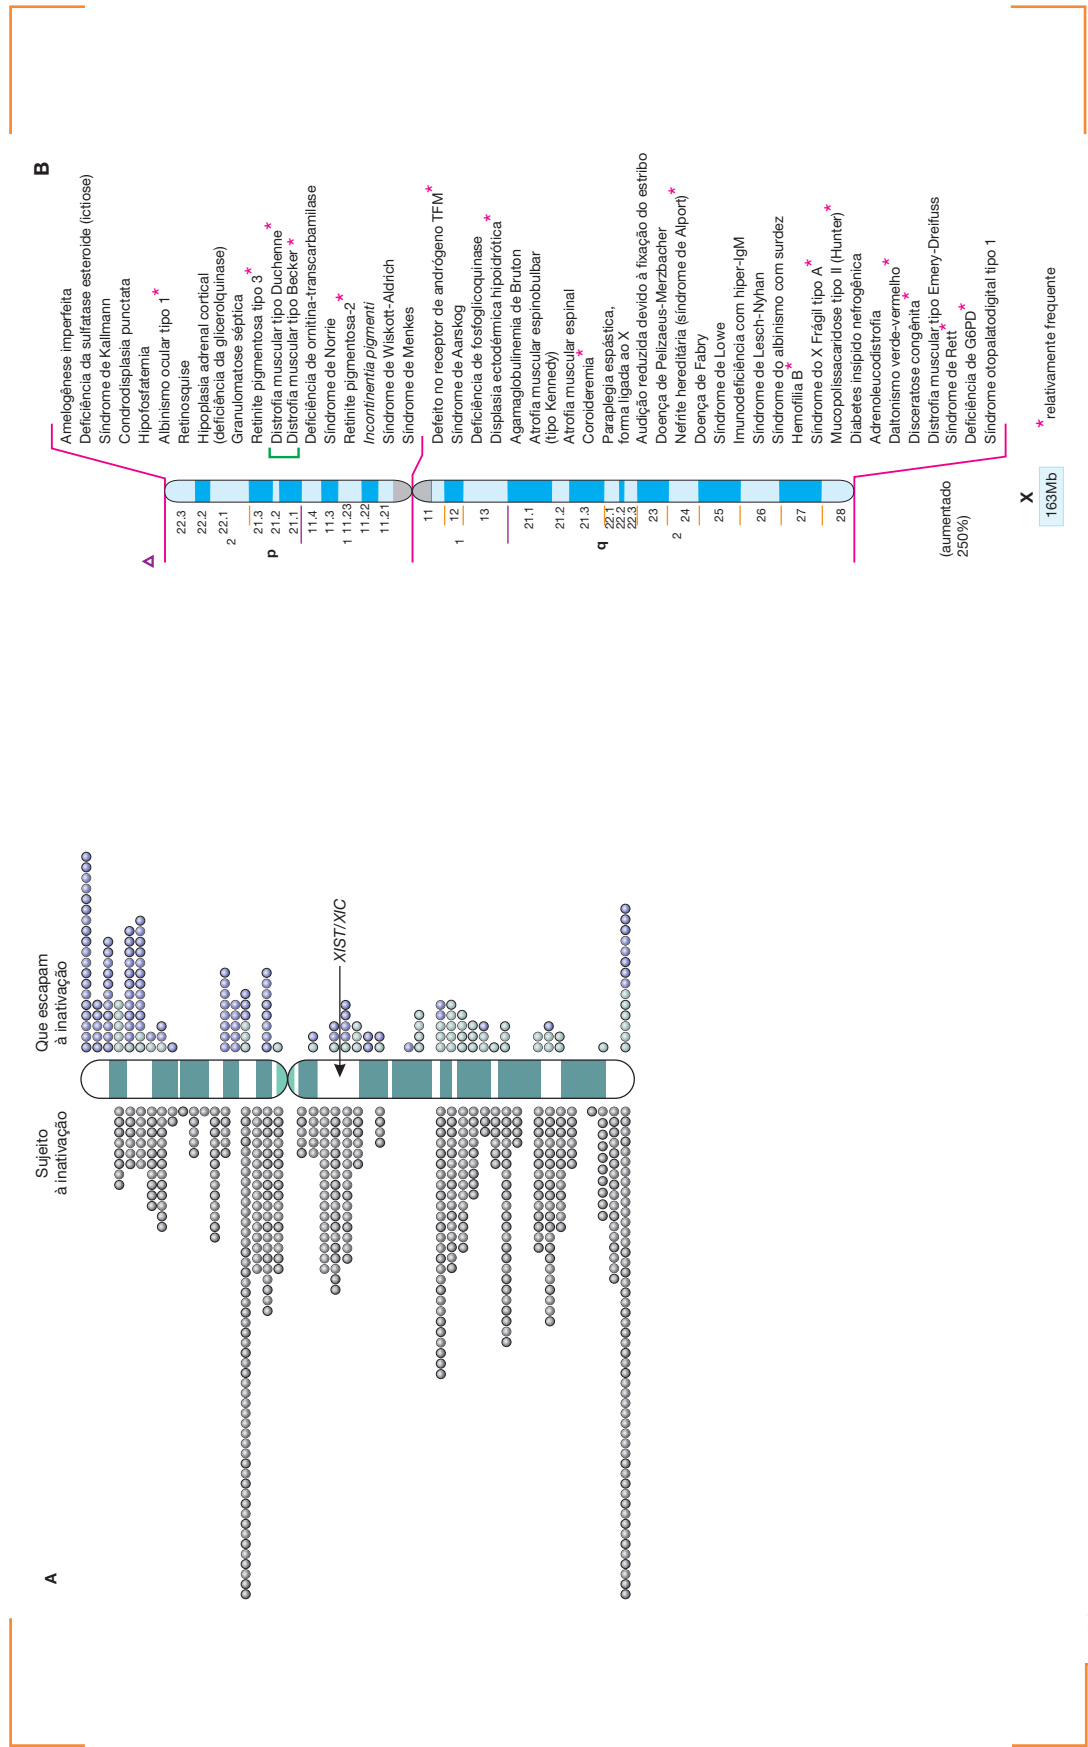 A
Sujeito
à inativação
Que escapam
à inativação
XIST/XIC
B
Amelogênese imperfeita
Deficiência da sulfatase esteroide (ictiose)
Síndrome de Kallmann
Condrodisplasia punctata
Hipofosfatemia
Albinismo ocular tipo 1*
Retinosquise
Hipoplasia adrenal cortical
(deficiência da glicerolquinase)
Granulomatose séptica
Retinite pigmentosa tipo 3*
Distrofia muscular tipo Duchenne*
Distrofia muscular tipo Becker*
Deficiência de ornitina-transcarbamilase
Síndrome de Norrie
Retinite pigmentosa-2*
Incontinentia pigmenti
Síndrome de Wiskott-Aldrich
Síndrome de Menkes
Defeito no receptor de andrógeno TFM*
Síndrome de Aarskog
Deficiência de fosfoglicoquinase
Displasia ectodérmica hipoidrótica*
Agamaglobulinemia de Bruton
Atrofia muscular espinobulbar
(tipo Kennedy)
Atrofia muscular espinal
Coroideremia*
Paraplegia espástica,
forma ligada ao X
Audição reduzida devido à fixação do estribo
Doença de Pelizaeus-Merzbacher
Nefrite hereditária (síndrome de Alport)*
Doença de Fabry
Síndrome de Lowe
Imunodeficiência com hiper-IgM
Síndrome de Lesch-Nyhan
Síndrome do albinismo com surdez
Hemofilia B*
Síndrome do X Frágil tipo A*
Mucopolissacaridose tipo II (Hunter)*
Diabetes insípido nefrogênica
Adrenoleucodistrofia
Daltonismo verde-vermelho*
Disceratose congênita*
Distrofia muscular tipo Emery-Dreifuss
Síndrome de Rett*
Deficiência de G6PD*
Síndrome otopalatodigital tipo 1
22.3
22.2
22.1
2
21.3
21.2
p
21.1
11.4
11.3
11.23
1
11.22
11.21
11
12
1
13
21.1
21.2
21.3
q
22.1
22.2
22.3
23
24
2
25
26
27
28
(aumentado
250%)
X
163Mb
* relativamente frequente